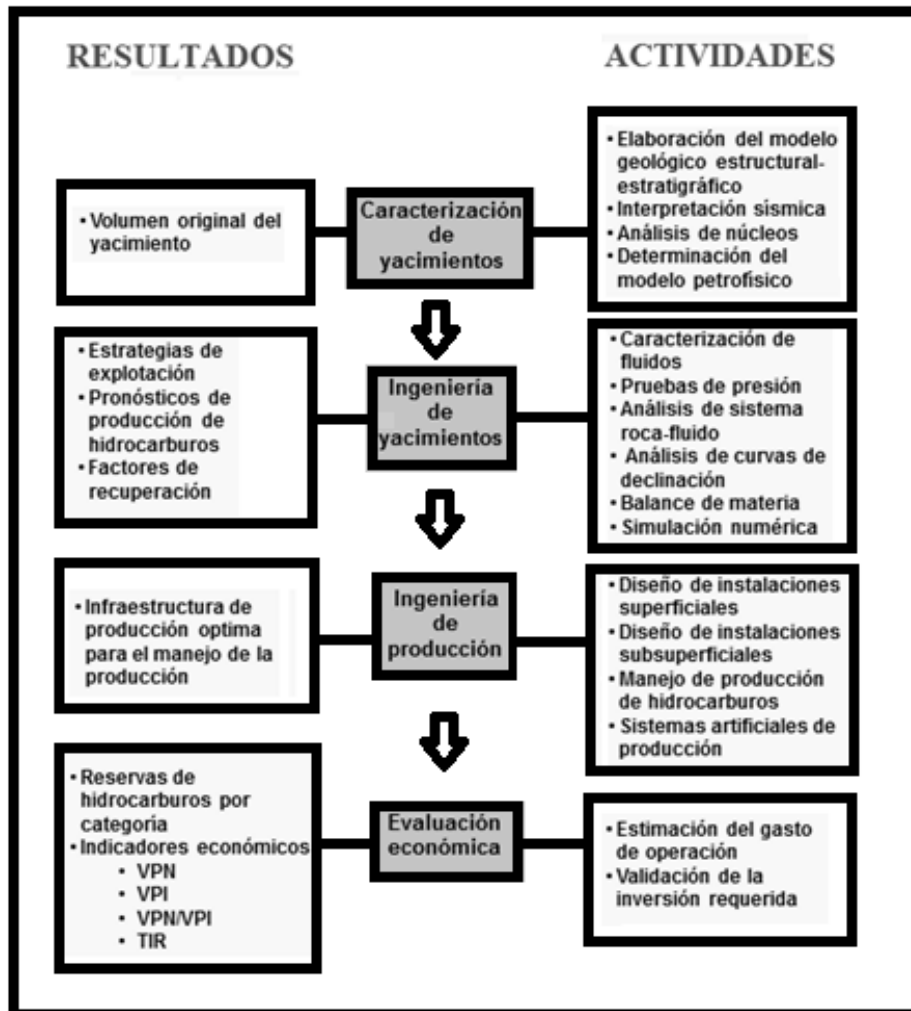 RESULTADOS
ACTIVIDADES
• Volumen original del
yacimiento
Caracterización
de
yacimientos
• Elaboración del modelo
geológico estructural-
estratigráfico
• Interpretación sísmica
• Análisis de núcleos
• Determinación del
modelo petrofísico
• Estrategias de
explotación
• Pronósticos de
producción de
hidrocarburos
• Factores de
recuperación
Ingeniería
de
yacimientos
• Caracterización de
fluidos
• Pruebas de presión
• Análisis de sistema
roca-fluido
• Análisis de curvas de
declinación
• Balance de materia
• Simulación numérica
• Infraestructura de
producción optima
para el manejo de la
producción
Ingeniería
de
producción
• Diseño de instalaciones
superficiales
• Diseño de instalaciones
subsuperficiales
• Manejo de producción
de hidrocarburos
• Sistemas artificiales de
producción
• Reservas de
hidrocarburos por
categoría
• Indicadores económicos
• VPN
• VPI
• VPN/VPI
• TIR
Evaluación
económica
• Estimación del gasto
de operación
• Validación de la
inversión requerida